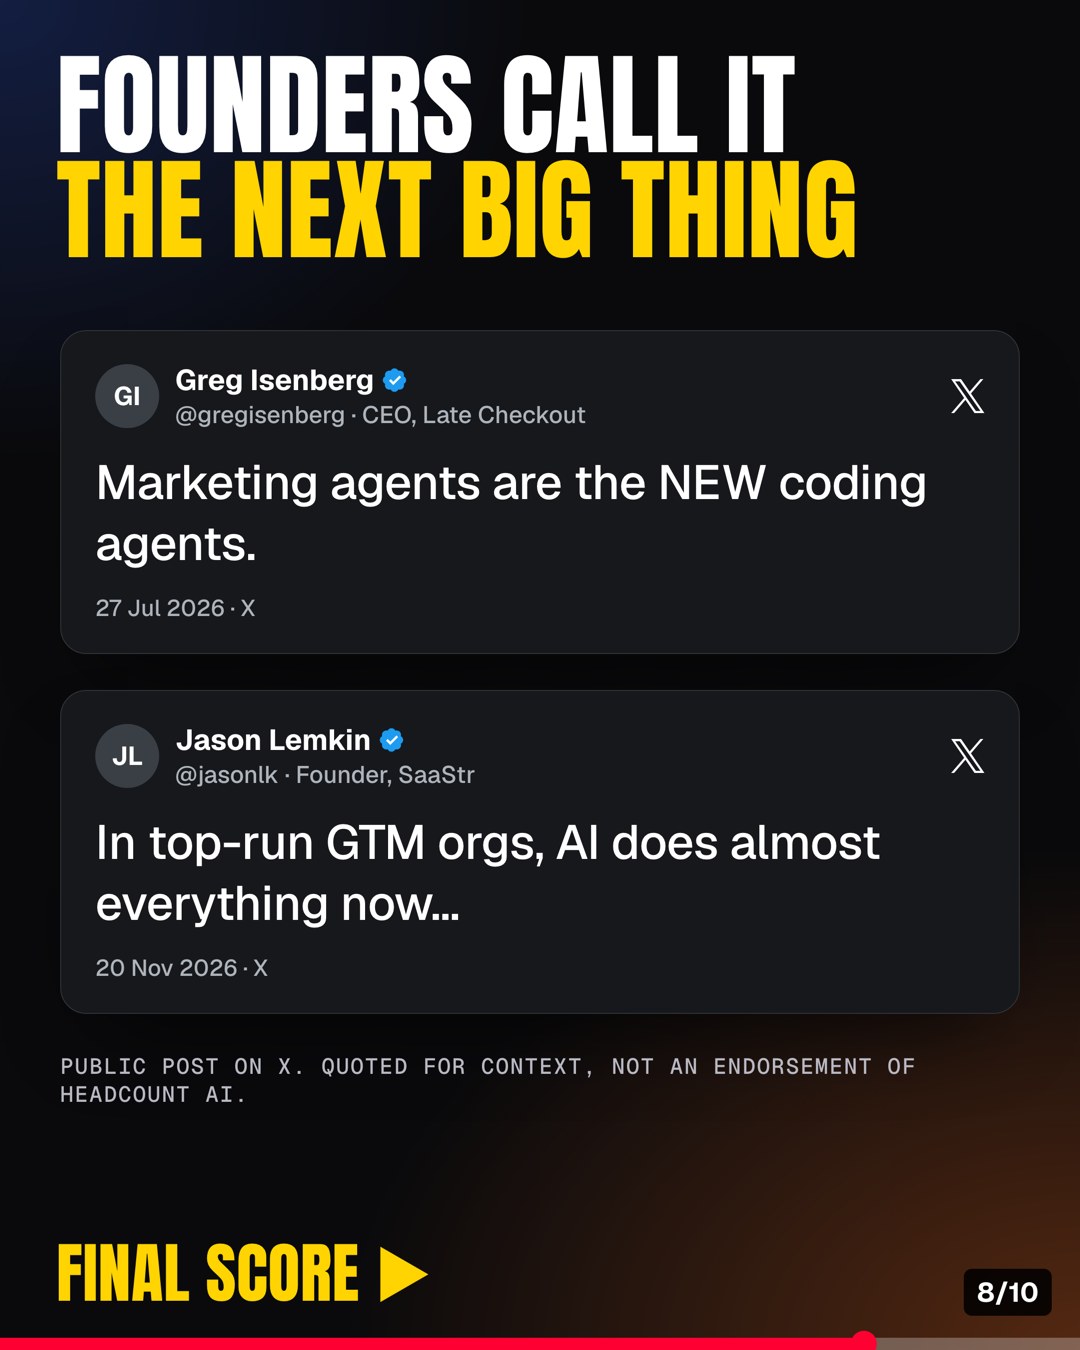 FOUNDERS CALL IT
THE NEXT BIG THING
GI
Greg Isenberg
@gregisenberg · CEO, Late Checkout
Marketing agents are the NEW coding
agents.
27 Jul 2026 · X
JL
Jason Lemkin
@jasonlk · Founder, SaaStr
In top-run GTM orgs, AI does almost
everything now...
20 Nov 2026 · X
PUBLIC POST ON X. QUOTED FOR CONTEXT, NOT AN ENDORSEMENT OF
HEADCOUNT AI.
FINAL SCORE ▶
8/10